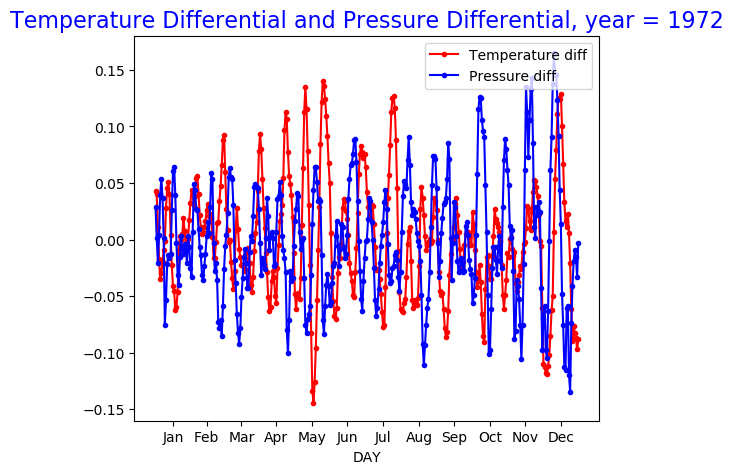 Temperature Differential and Pressure Differential, year = 1972
Temperature diff
Pressure diff
0.15
0.10
0.05
0.00
−0.05
−0.10
−0.15
Jan Feb Mar Apr May Jun Jul Aug Sep Oct Nov Dec
DAY